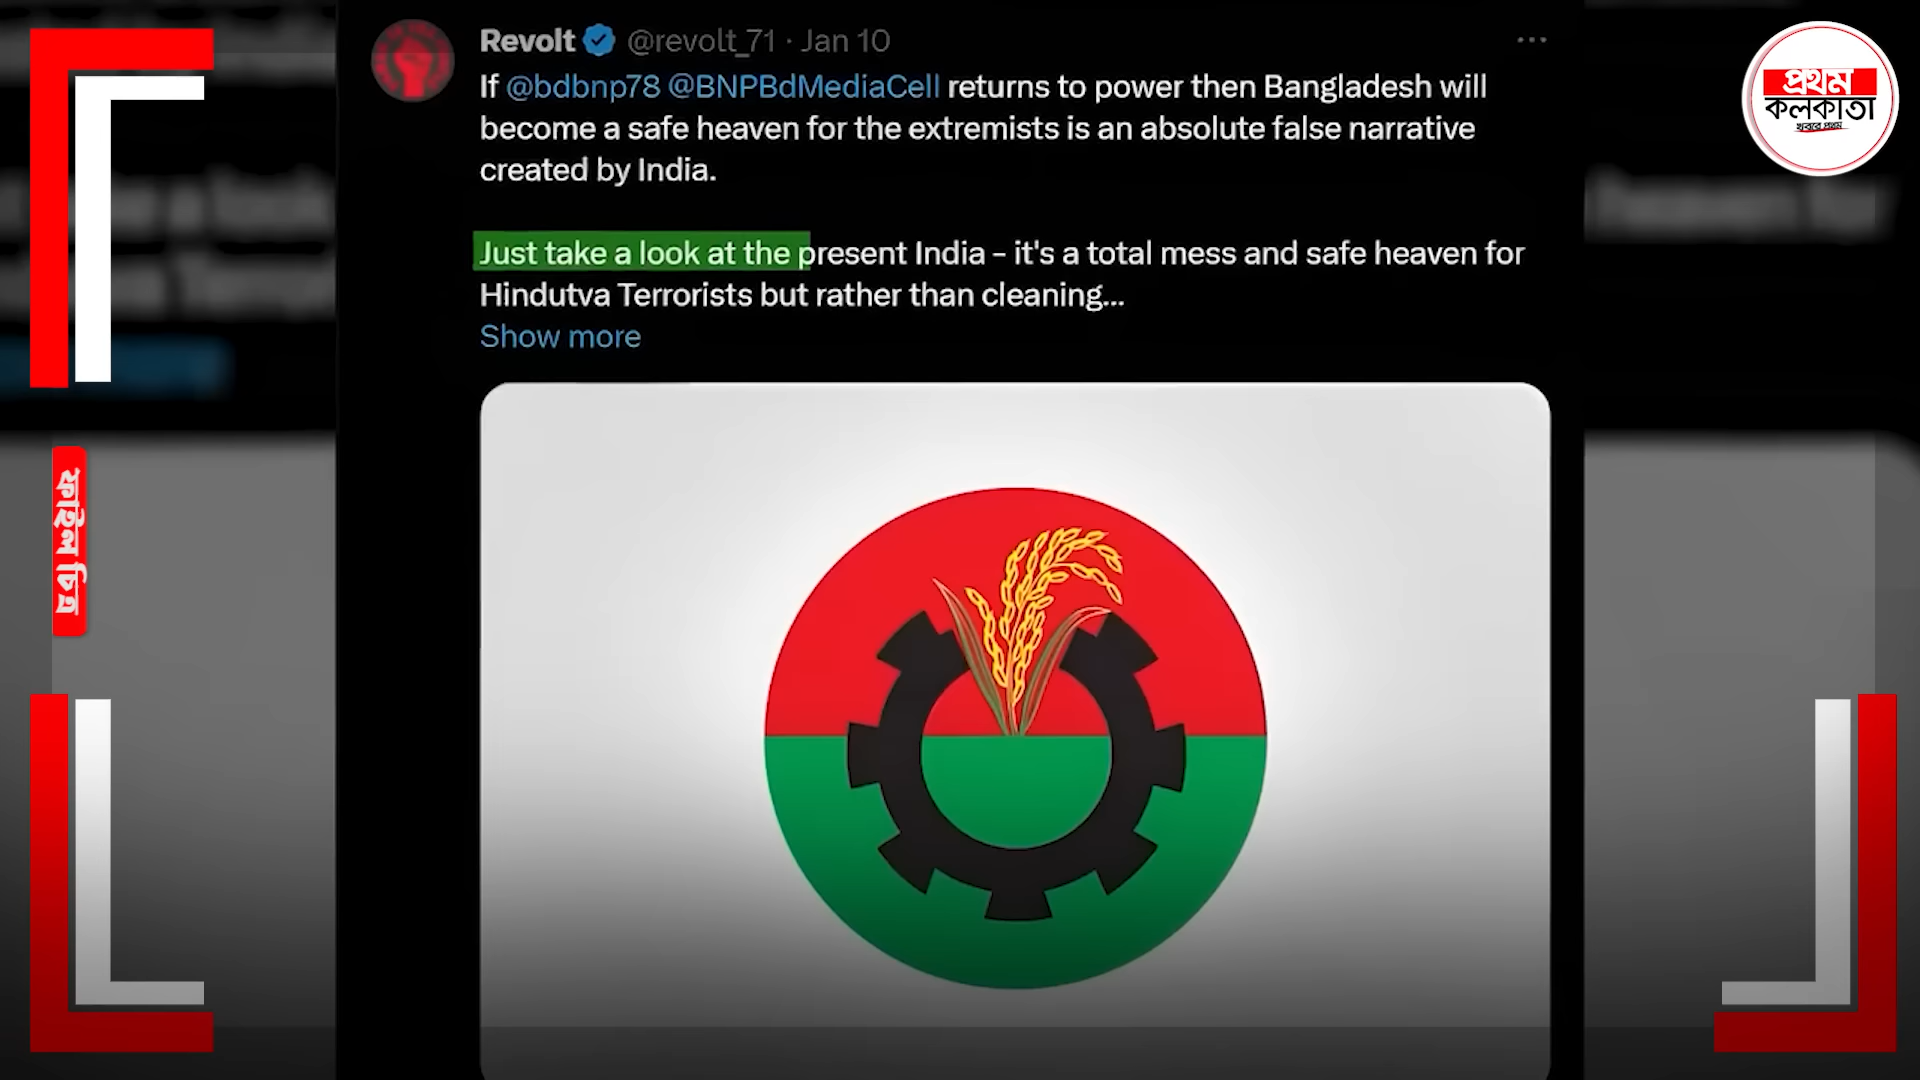 Revolt @revolt_71 · Jan 10
If @bdbnp78 @BNPBdMediaCell returns to power then Bangladesh will
become a safe heaven for the extremists is an absolute false narrative
created by India.
Just take a look at the present India – it's a total mess and safe heaven for
Hindutva Terrorists but rather than cleaning...
Show more
প্রথম
কলকাতা
খবরে প্রথম
ফাইল চিত্র